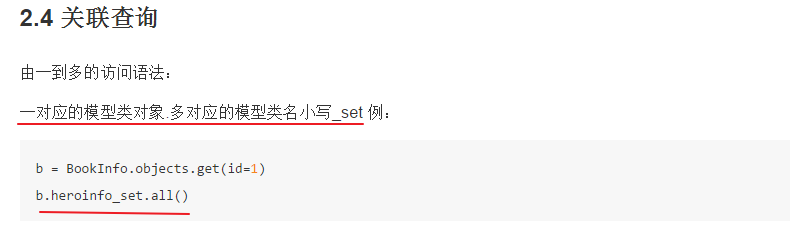 2.4 关联查询
由一到多的访问语法：
一对应的模型类对象.多对应的模型类名小写_set 例：
b = BookInfo.objects.get(id=1)
b.heroinfo_set.all()